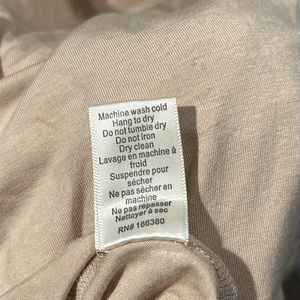 Machine wash cold
Hang to dry
Do not tumble dry
Do not iron
Dry clean
Lavage en machine à
froid
Suspendre pour
sécher
Ne pas sécher en
machine
Ne pas repasser
Nettoyer à sec
RN# 166380